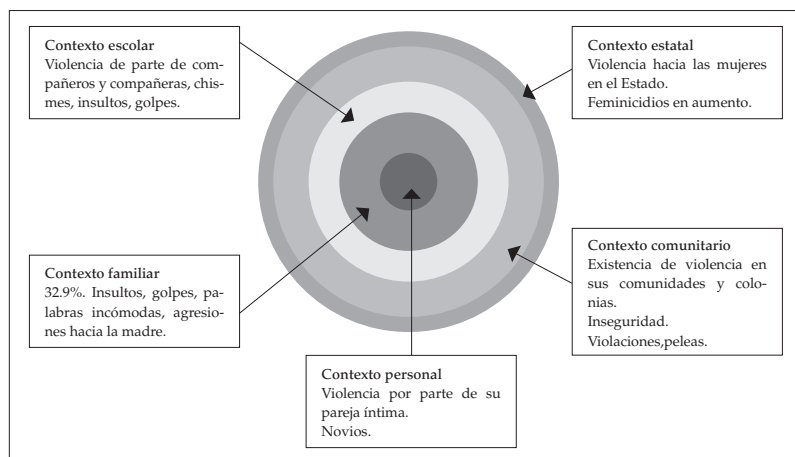 Contexto escolar
Violencia de parte de com-
pañeros y compañeras, chis-
mes, insultos, golpes.
Contexto estatal
Violencia hacia las mujeres
en el Estado.
Feminicidios en aumento.
Contexto familiar
32.9%. Insultos, golpes, pa-
labras incómodas, agresio-
nes hacia la madre.
Contexto comunitario
Existencia de violencia en
sus comunidades y colo-
nias.
Inseguridad.
Violaciones,peleas.
Contexto personal
Violencia por parte de su
pareja íntima.
Novios.